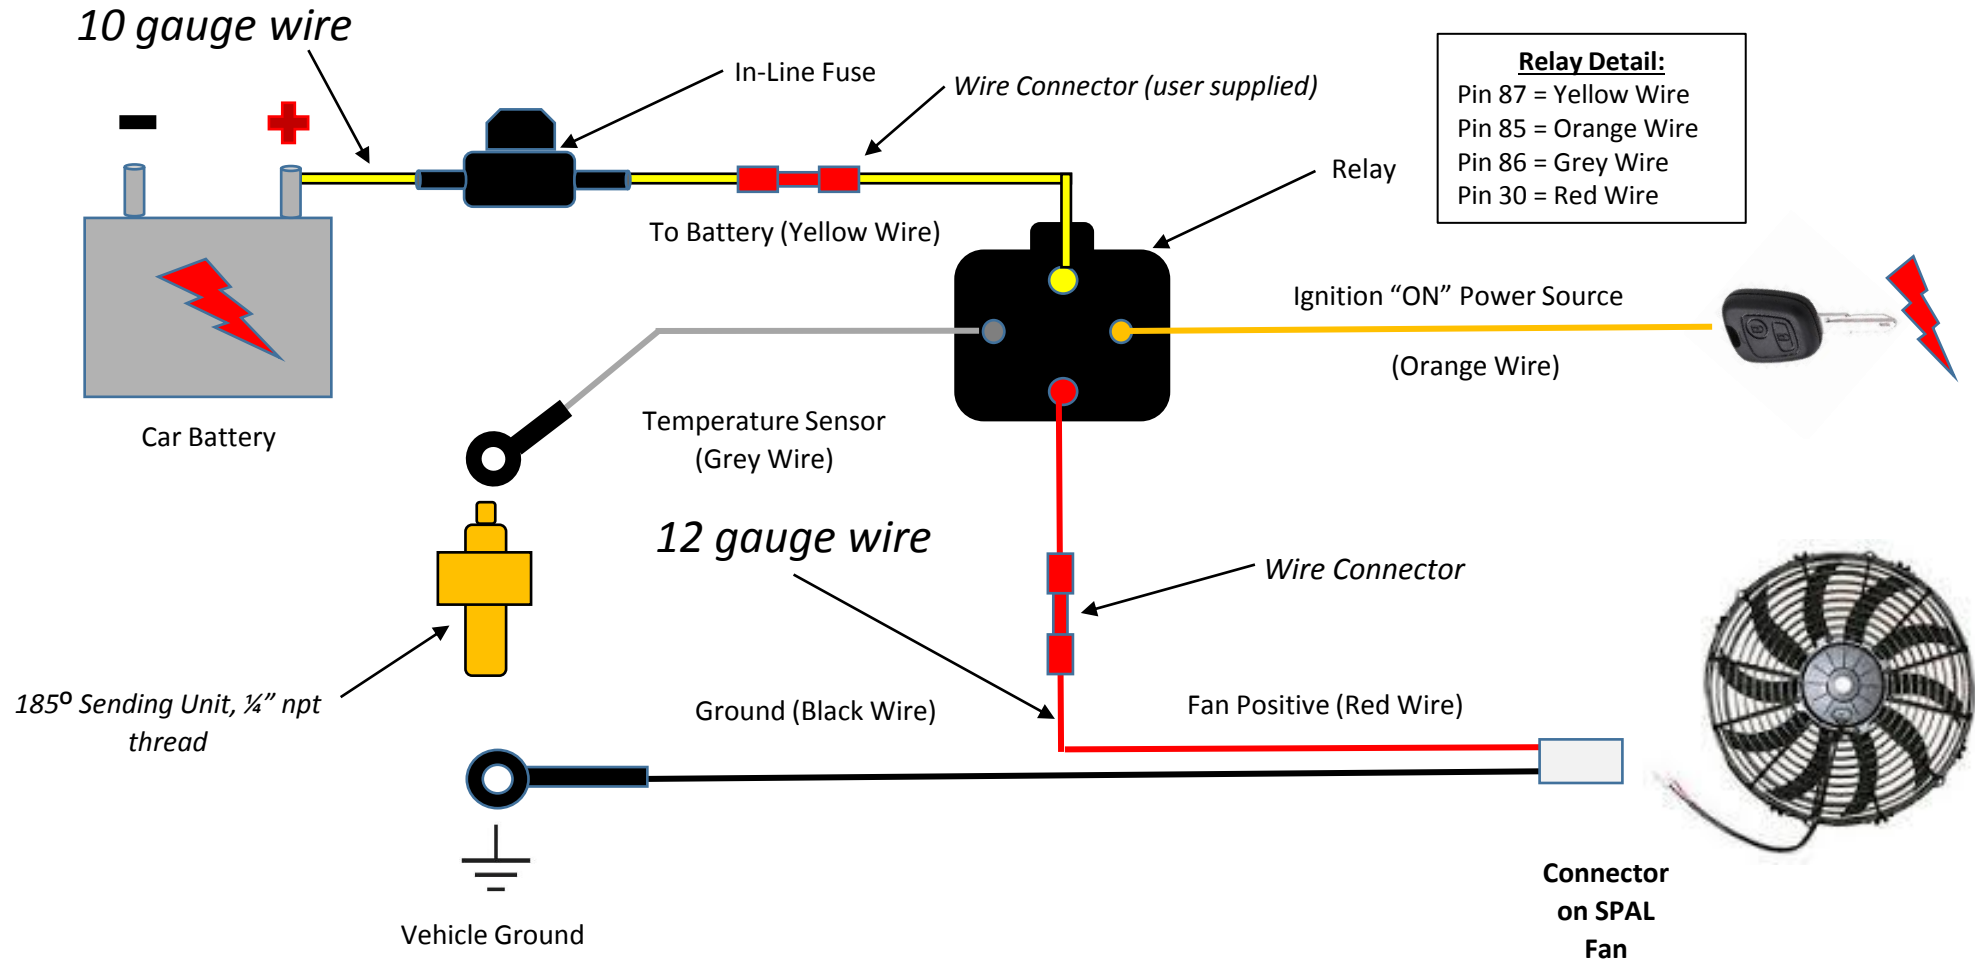 10 gauge wire
In-Line Fuse
Wire Connector (user supplied)
Relay Detail:
Pin 87 = Yellow Wire
Pin 85 = Orange Wire
Pin 86 = Grey Wire
Pin 30 = Red Wire
Relay
To Battery (Yellow Wire)
Ignition “ON” Power Source
(Orange Wire)
Car Battery
Temperature Sensor
(Grey Wire)
12 gauge wire
Wire Connector
185⁰ Sending Unit, ¼” npt
thread
Ground (Black Wire)
Fan Positive (Red Wire)
Connector
on SPAL
Fan
Vehicle Ground